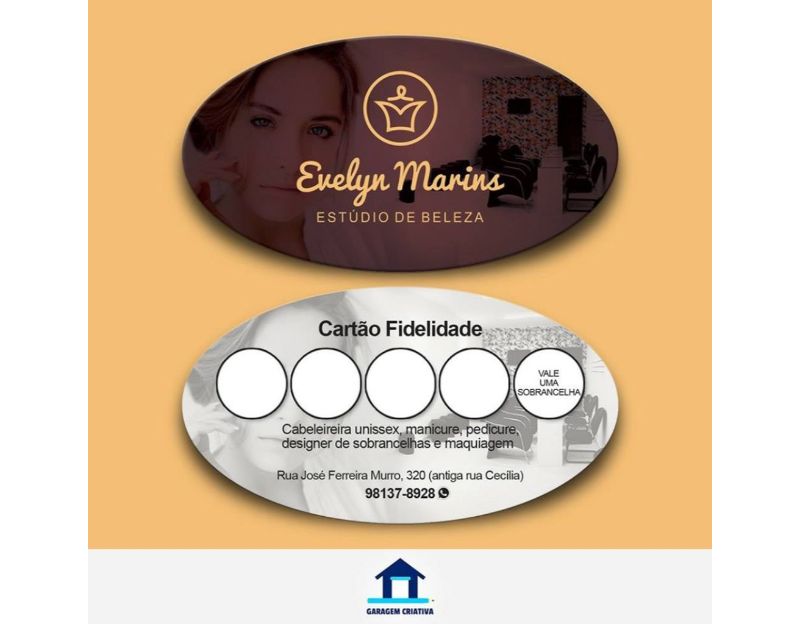 Evelyn Marins
ESTÚDIO DE BELEZA
Cartão Fidelidade
VALE
UMA
SOBRANCELHA
Cabeleireira unissex, manicure, pedicure,
designer de sobrancelhas e maquiagem
Rua José Ferreira Murro, 320 (antiga rua Cecília)
98137-8928
GARAGEM CRIATIVA